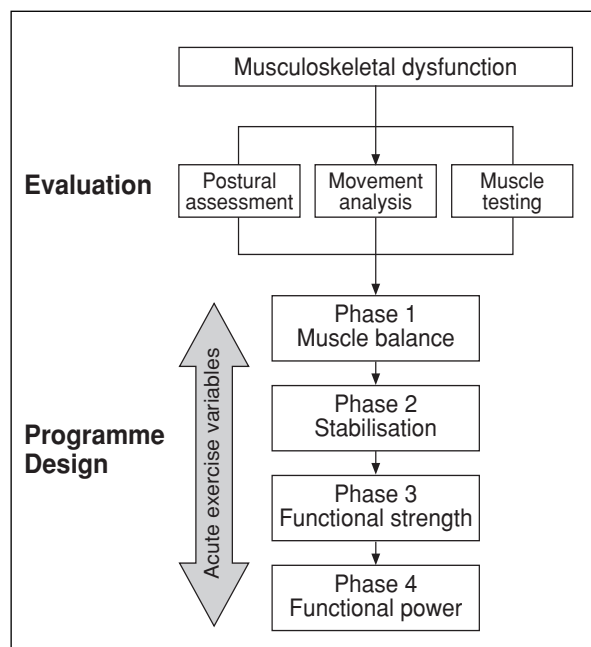 Musculoskeletal dysfunction
Evaluation
Postural
assessment
Movement
analysis
Muscle
testing
Phase 1
Muscle balance
Phase 2
Stabilisation
Programme
Design
Acute exercise variables
Phase 3
Functional strength
Phase 4
Functional power